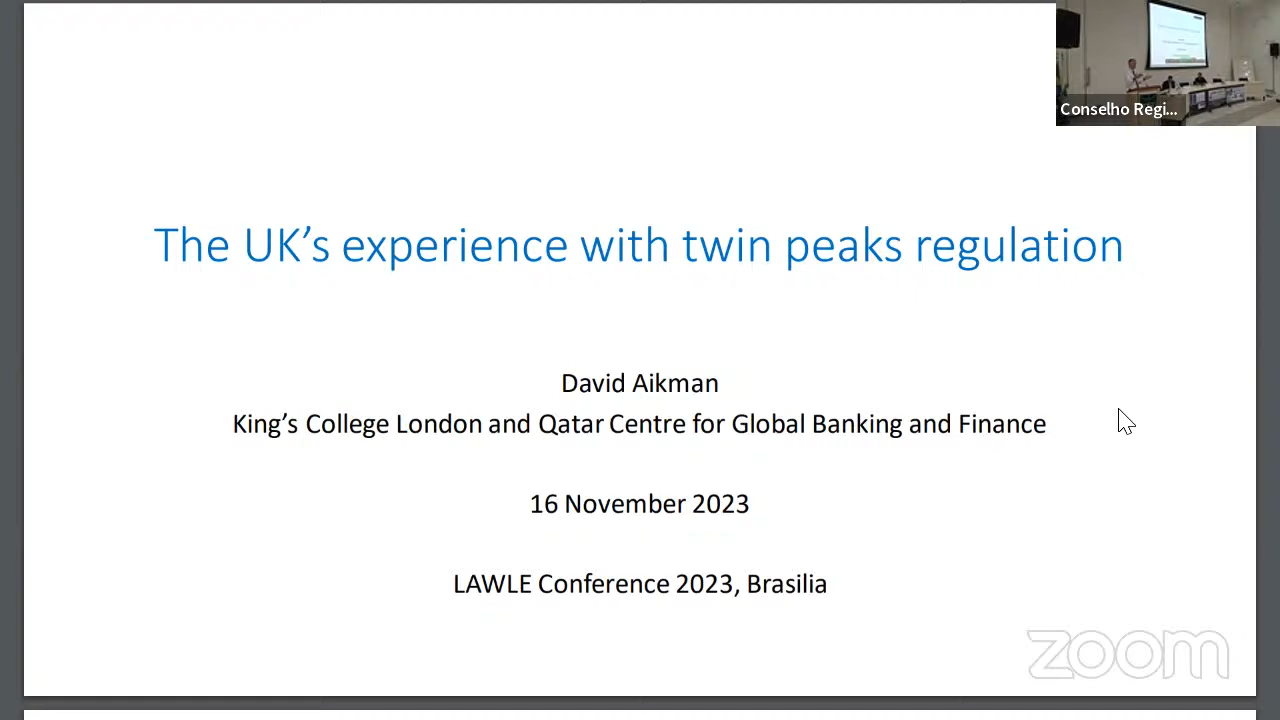 Conselho Regi...
The UK’s experience with twin peaks regulation
David Aikman
King’s College London and Qatar Centre for Global Banking and Finance
16 November 2023
LAWLE Conference 2023, Brasilia
zoom